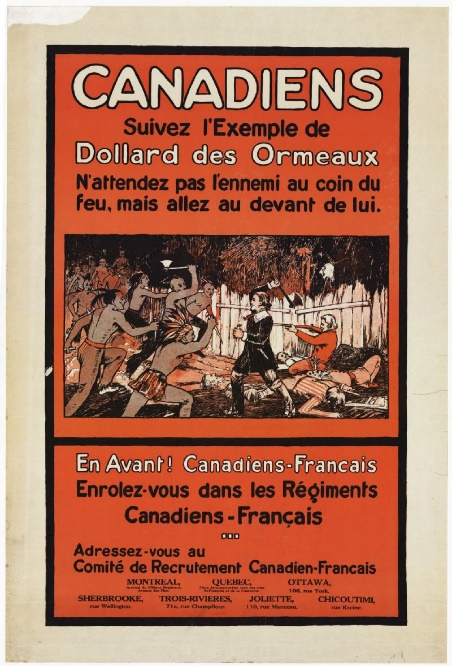 CANADIENS
Suivez l'Exemple de
Dollard des Ormeaux
N'attendez pas l'ennemi au coin du
feu, mais allez au devant de lui.
En Avant! Canadiens-Francais
Enrolez-vous dans les Régiments
Canadiens-Français
Adressez-vous au
Comité de Recrutement Canadien-Francais
MONTREAL, QUEBEC, OTTAWA,
106, rue York.
SHERBROOKE, TROIS-RIVIERES, JOLIETTE, CHICOUTIMI,
rue Wellington. 71a, rue Champflour. 110, rue Manseau. rue Racine.